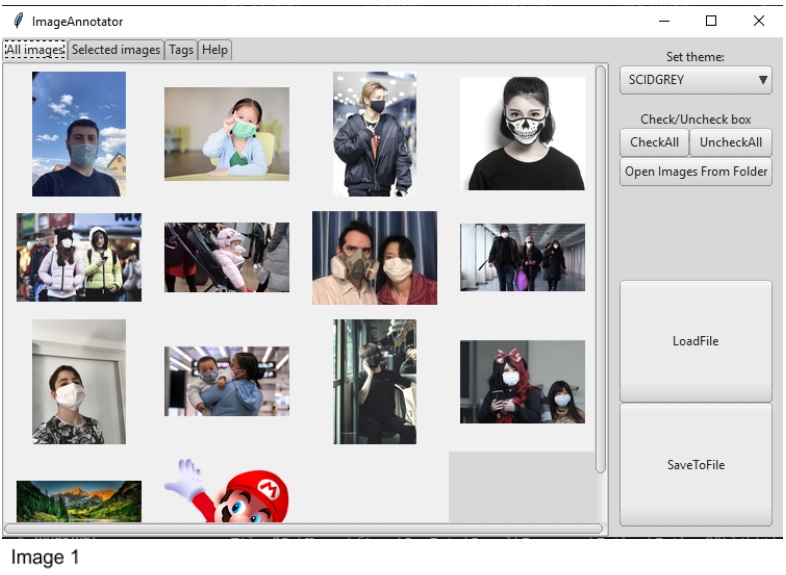 ImageAnnotator
All images Selected images Tags Help
Set theme:
SCIDGREY
Check/Uncheck box
CheckAll UncheckAll
Open Images From Folder
LoadFile
SaveToFile
M
Image 1